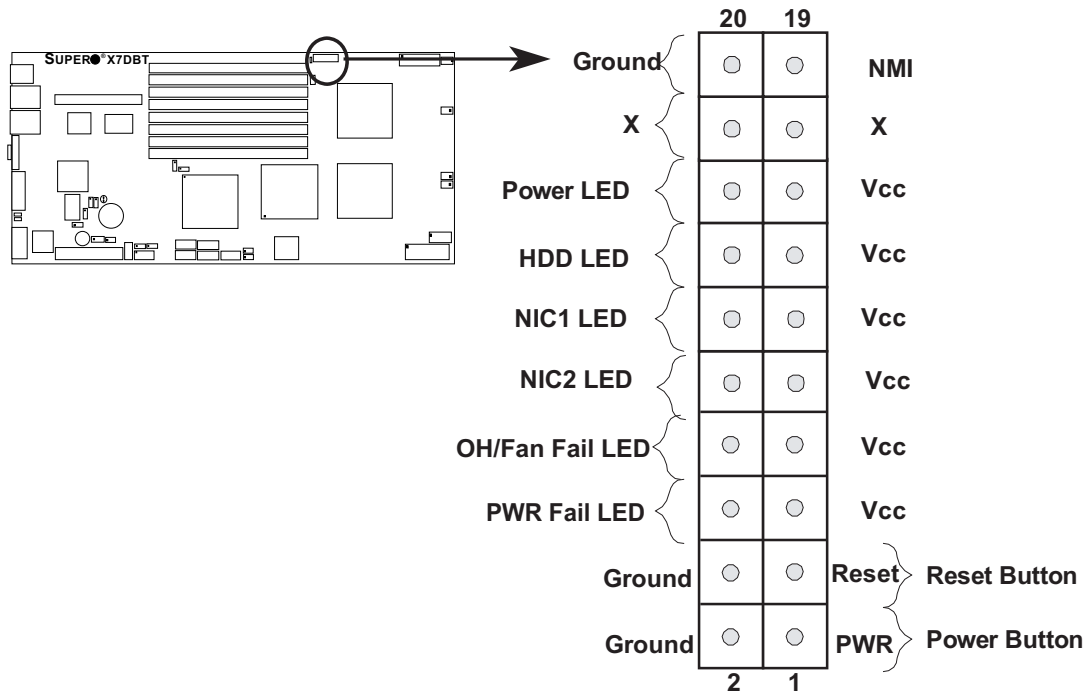 20 19
SUPER®X7DBT
Ground NMI
X X
Power LED Vcc
HDD LED Vcc
NIC1 LED Vcc
NIC2 LED Vcc
OH/Fan Fail LED Vcc
PWR Fail LED Vcc
Ground Reset Reset Button
Ground PWR Power Button
2 1